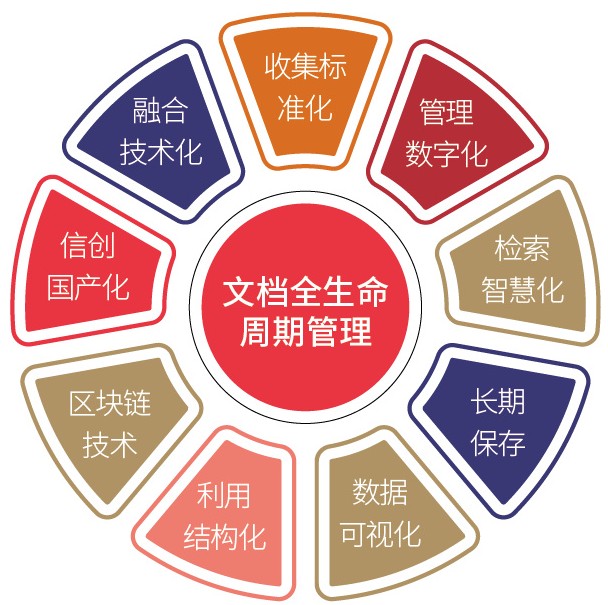 收集标
准化
管理
数字化
检索
智慧化
长期
保存
数据
可视化
利用
结构化
区块链
技术
信创
国产化
融合
技术化
文档全生命
周期管理